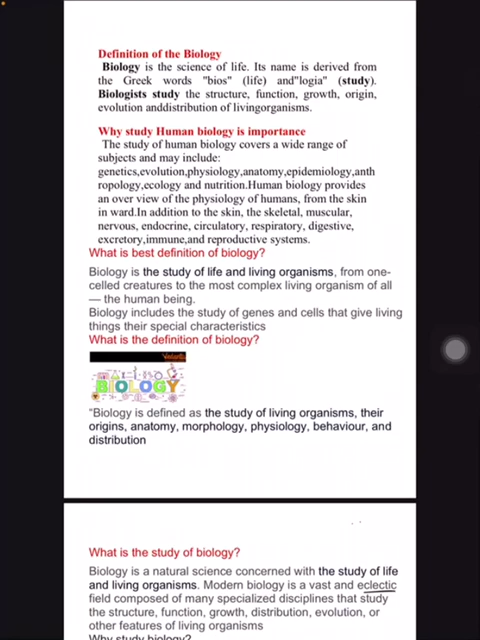 Definition of the Biology
Biology is the science of life. Its name is derived from
the Greek words "bios" (life) and"logia" (study).
Biologists study the structure, function, growth, origin,
evolution anddistribution of livingorganisms.
Why study Human biology is importance
The study of human biology covers a wide range of
subjects and may include:
genetics,evolution,physiology,anatomy,epidemiology,anth
ropology,ecology and nutrition.Human biology provides
an over view of the physiology of humans, from the skin
in ward.In addition to the skin, the skeletal, muscular,
nervous, endocrine, circulatory, respiratory, digestive,
excretory,immune,and reproductive systems.
What is best definition of biology?
Biology is the study of life and living organisms, from one-
celled creatures to the most complex living organism of all
— the human being.
Biology includes the study of genes and cells that give living
things their special characteristics
What is the definition of biology?
BIOLOGY
"Biology is defined as the study of living organisms, their
origins, anatomy, morphology, physiology, behaviour, and
distribution
What is the study of biology?
Biology is a natural science concerned with the study of life
and living organisms. Modern biology is a vast and eclectic
field composed of many specialized disciplines that study
the structure, function, growth, distribution, evolution, or
other features of living organisms
Why study biology?